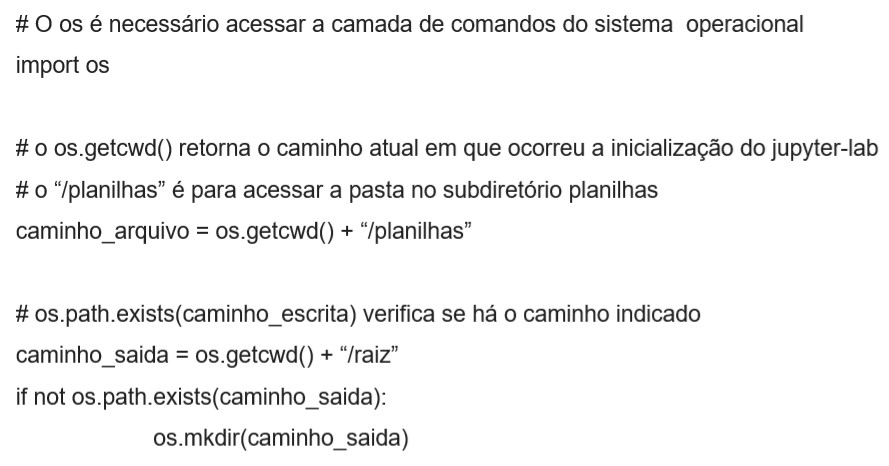 # O os é necessário acessar a camada de comandos do sistema  operacional
import os
# o os.getcwd() retorna o caminho atual em que ocorreu a inicialização do jupyter-lab
# o “/planilhas” é para acessar a pasta no subdiretório planilhas
caminho_arquivo = os.getcwd() + “/planilhas”
# os.path.exists(caminho_escrita) verifica se há o caminho indicado
caminho_saida = os.getcwd() + “/raiz”
if not os.path.exists(caminho_saida):
os.mkdir(caminho_saida)